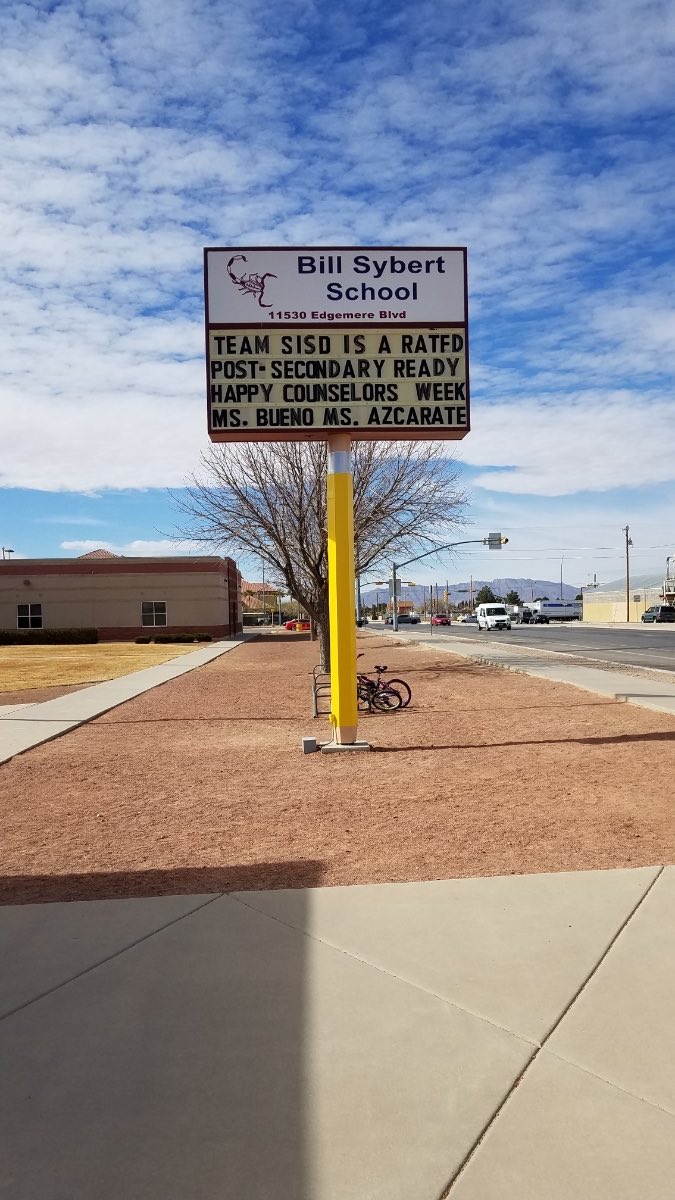 Bill Sybert
School
11530 Edgemere Blvd
TEAM SISD IS A RATFD
POST-SECONDARY READY
HAPPY COUNSELORS WEEK
MS. BUENO MS. AZCARATE